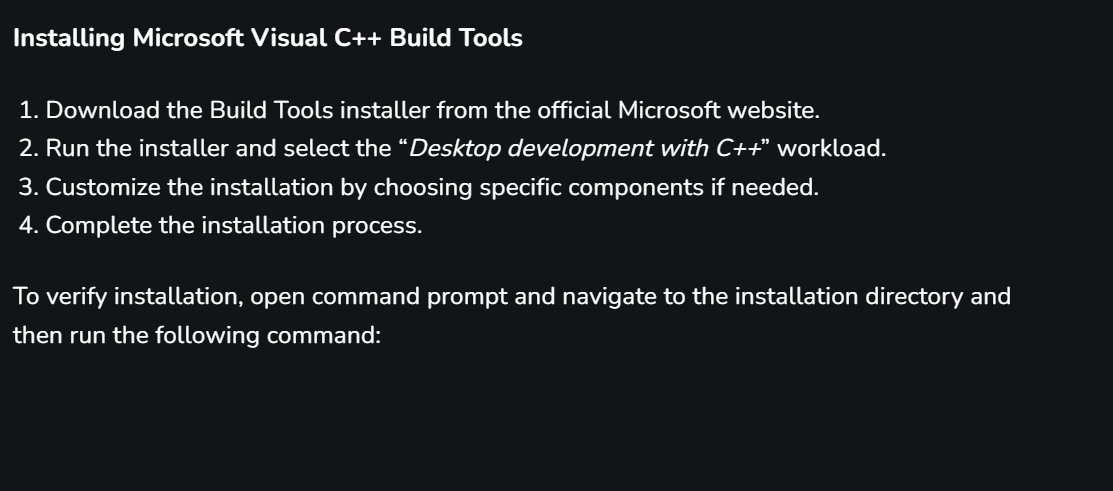 Installing Microsoft Visual C++ Build Tools
1. Download the Build Tools installer from the official Microsoft website.
2. Run the installer and select the “Desktop development with C++” workload.
3. Customize the installation by choosing specific components if needed.
4. Complete the installation process.
To verify installation, open command prompt and navigate to the installation directory and
then run the following command: